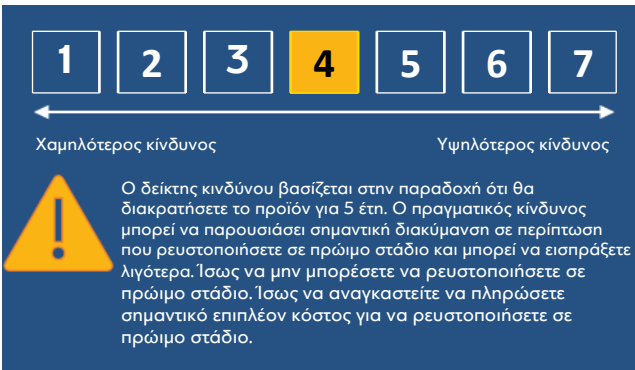 1 2 3 4 5 6 7
Χαμηλότερος κίνδυνος Υψηλότερος κίνδυνος
Ο δείκτης κινδύνου βασίζεται στην παραδοχή ότι θα
διακρατήσετε το προϊόν για 5 έτη. Ο πραγματικός κίνδυνος
μπορεί να παρουσιάσει σημαντική διακύμανση σε περίπτωση
που ρευστοποιήσετε σε πρώιμο στάδιο και μπορεί να εισπράξετε
λιγότερα. Ίσως να μην μπορέσετε να ρευστοποιήσετε σε
πρώιμο στάδιο. Ίσως να αναγκαστείτε να πληρώσετε
σημαντικό επιπλέον κόστος για να ρευστοποιήσετε σε
πρώιμο στάδιο.